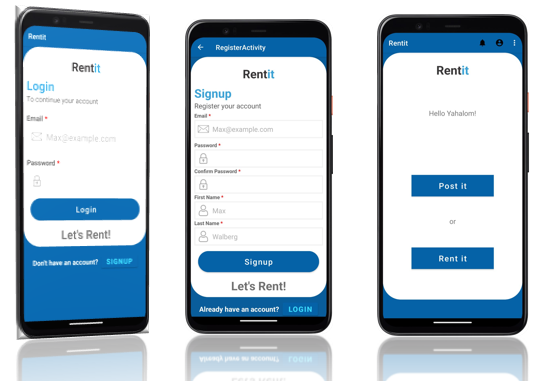 Rentit
Rentit
Login
To continue your account
Email *
Max@example.com
Password *
Login
Let's Rent!
Don't have an account? SIGNUP
RegisterActivity
Rentit
Signup
Register your account
Email *
Max@example.com
Password *
Confirm Password *
First Name *
Max
Last Name *
Walberg
Signup
Let's Rent!
Already have an account? LOGIN
Rentit
Rentit
Hello Yahalom!
Post it
or
Rent it